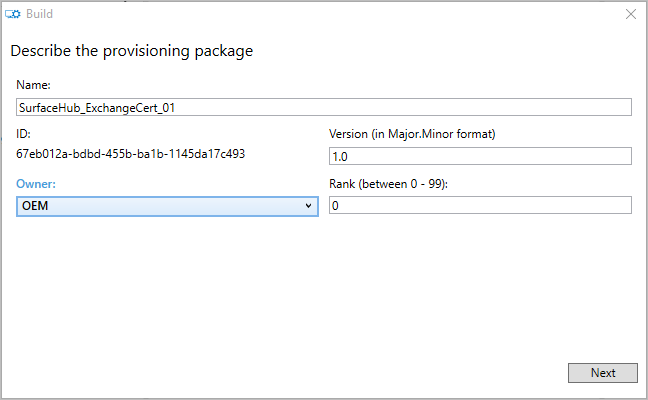 Build
Describe the provisioning package
Name:
SurfaceHub_ExchangeCert_01
ID:
67eb012a-bdbd-455b-ba1b-1145da17c493
Version (in Major.Minor format)
1.0
Owner:
OEM
Rank (between 0 - 99):
0
Next